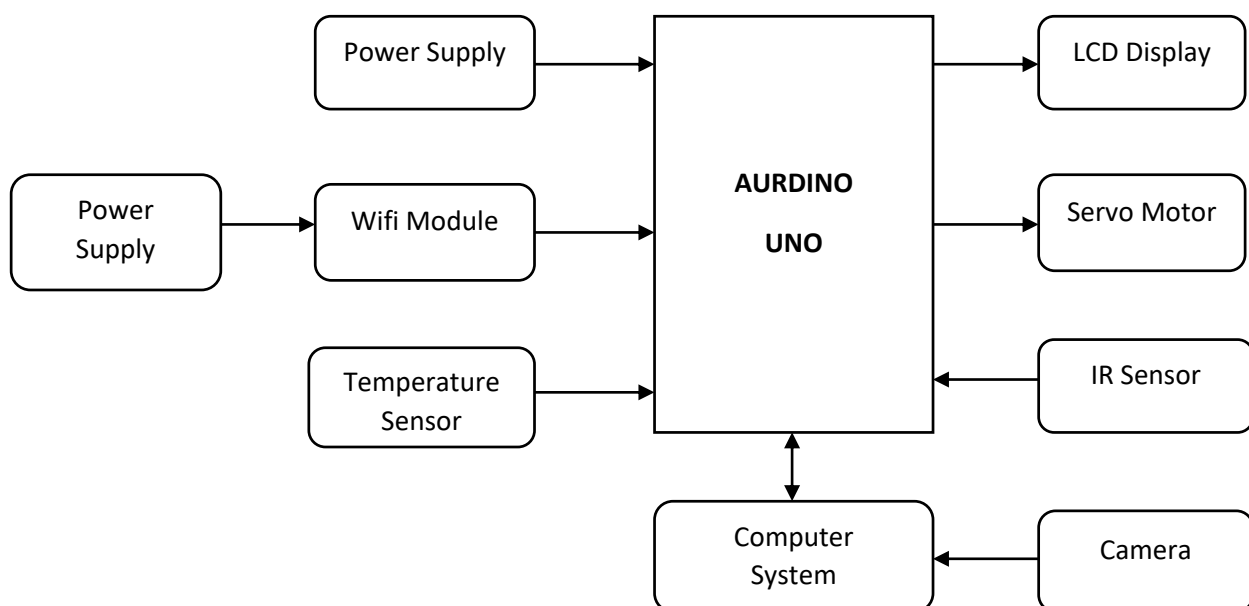 Power Supply
LCD Display
AURDINO
UNO
Power
Supply
Wifi Module
Servo Motor
Temperature
Sensor
IR Sensor
Computer
System
Camera